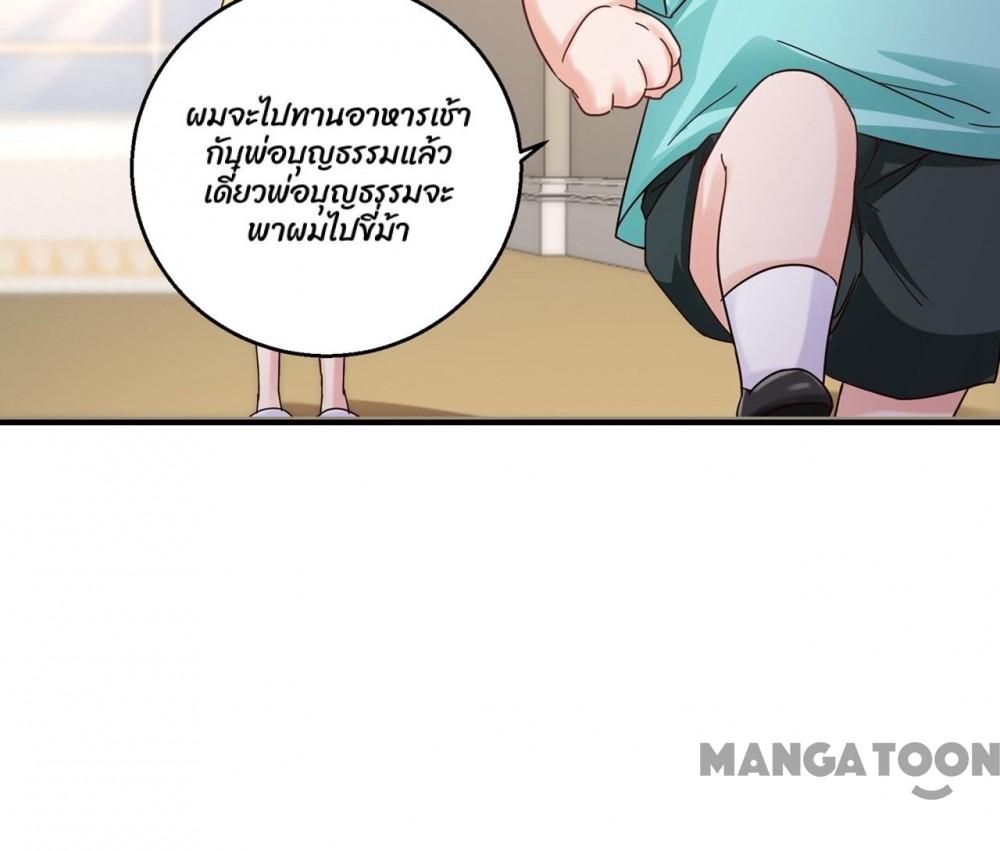 ผมจะไปทานอาหารเช้า
กับพ่อบุญธรรมแล้ว
เดี๋ยวพ่อบุญธรรมจะ
พาผมไปขี่ม้า
MANGATOON